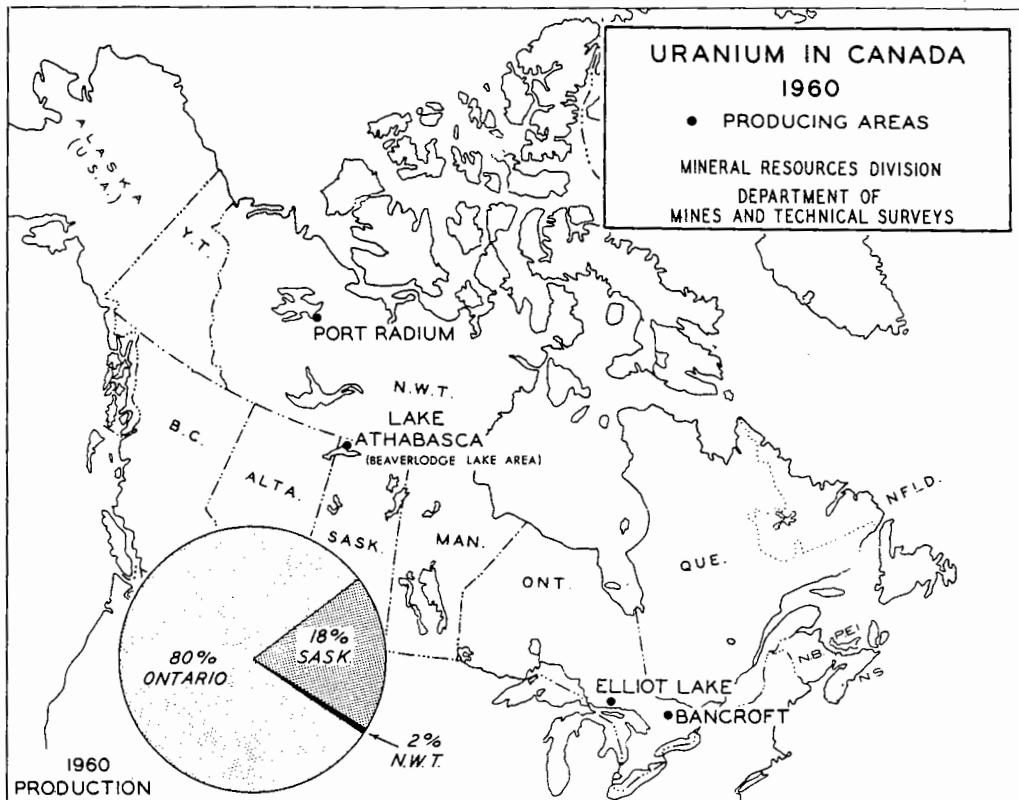 URANIUM IN CANADA
1960
● PRODUCING AREAS
MINERAL RESOURCES DIVISION
DEPARTMENT OF
MINES AND TECHNICAL SURVEYS
ALASKA
(U.S.A.)
Y.T.
PORT RADIUM
N.W.T.
LAKE
ATHABASCA
(BEAVERLODGE LAKE AREA)
B.C.
ALTA.
SASK.
MAN.
ONT.
QUE.
NFLD.
PEI
NB
NS
ELLIOT LAKE
BANCROFT
80%
ONTARIO
18%
SASK.
2%
N.W.T.
1960
PRODUCTION